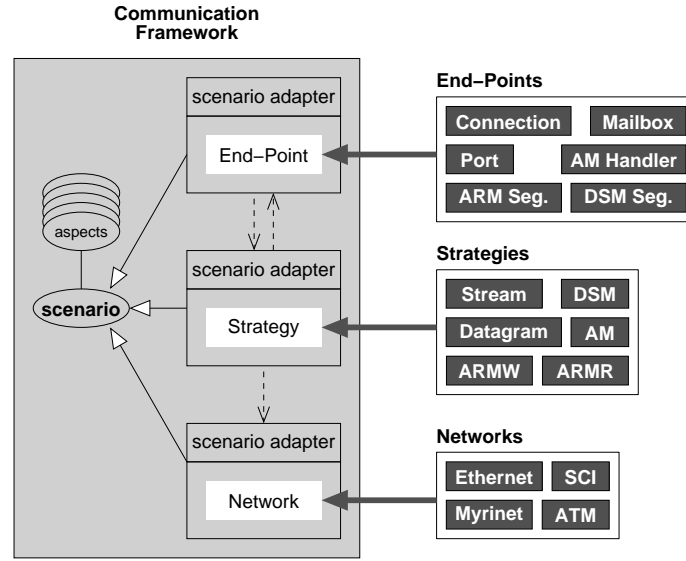 Communication
Framework
scenario adapter
End−Point
aspects
scenario
scenario adapter
Strategy
scenario adapter
Network
End−Points
Connection
Mailbox
Port
AM Handler
ARM Seg.
DSM Seg.
Strategies
Stream
DSM
Datagram
AM
ARMW
ARMR
Networks
Ethernet
SCI
Myrinet
ATM